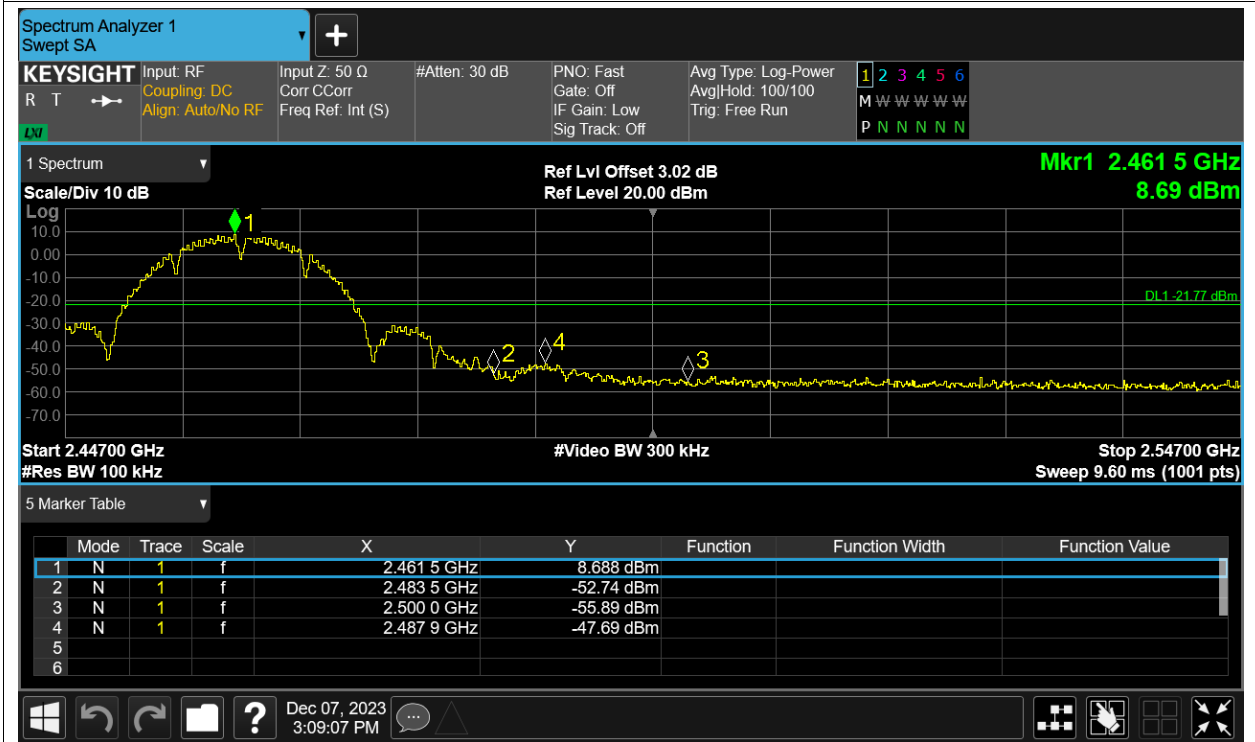 Spectrum Analyzer 1
Swept SA
+
KEYSIGHT
R T
LXI
Input: RF
Coupling: DC
Align: Auto/No RF
Input Z: 50 Ω
Corr CCorr
Freq Ref: Int (S)
#Atten: 30 dB
PNO: Fast
Gate: Off
IF Gain: Low
Sig Track: Off
Avg Type: Log-Power
Avg|Hold: 100/100
Trig: Free Run
1 2 3 4 5 6
M W W W W W
P N N N N N
1 Spectrum
Scale/Div 10 dB
Ref Lvl Offset 3.02 dB
Ref Level 20.00 dBm
Mkr1 2.461 5 GHz
8.69 dBm
Log
10.0
0.00
-10.0
-20.0
-30.0
-40.0
-50.0
-60.0
-70.0
1
2
4
3
DL1 -21.77 dBm
Start 2.44700 GHz
#Video BW 300 kHz
Stop 2.54700 GHz
#Res BW 100 kHz
Sweep 9.60 ms (1001 pts)
5 Marker Table
Mode Trace Scale X Y Function Function Width Function Value
1 N 1 f 2.461 5 GHz 8.688 dBm
2 N 1 f 2.483 5 GHz -52.74 dBm
3 N 1 f 2.500 0 GHz -55.89 dBm
4 N 1 f 2.487 9 GHz -47.69 dBm
5
6
?
Dec 07, 2023
3:09:07 PM